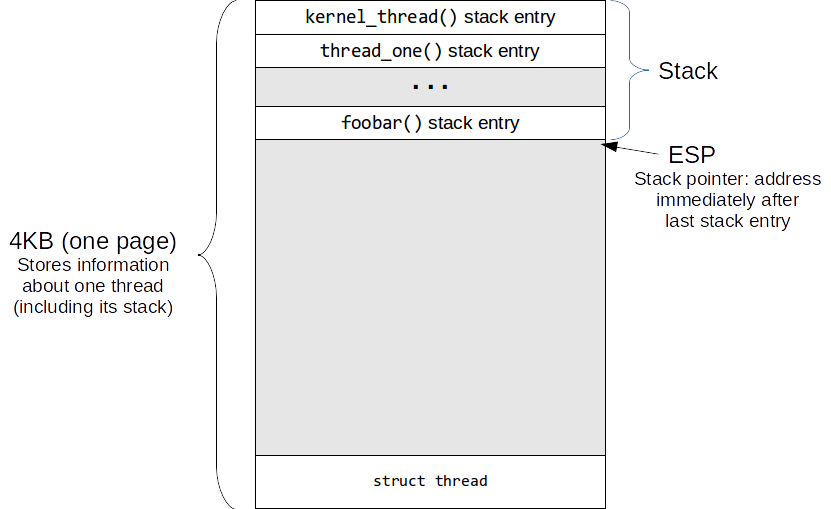 kernel_thread() stack entry
thread_one() stack entry
...
foobar() stack entry
Stack
ESP
Stack pointer: address
immediately after
last stack entry
4KB (one page)
Stores information
about one thread
(including its stack)
struct thread